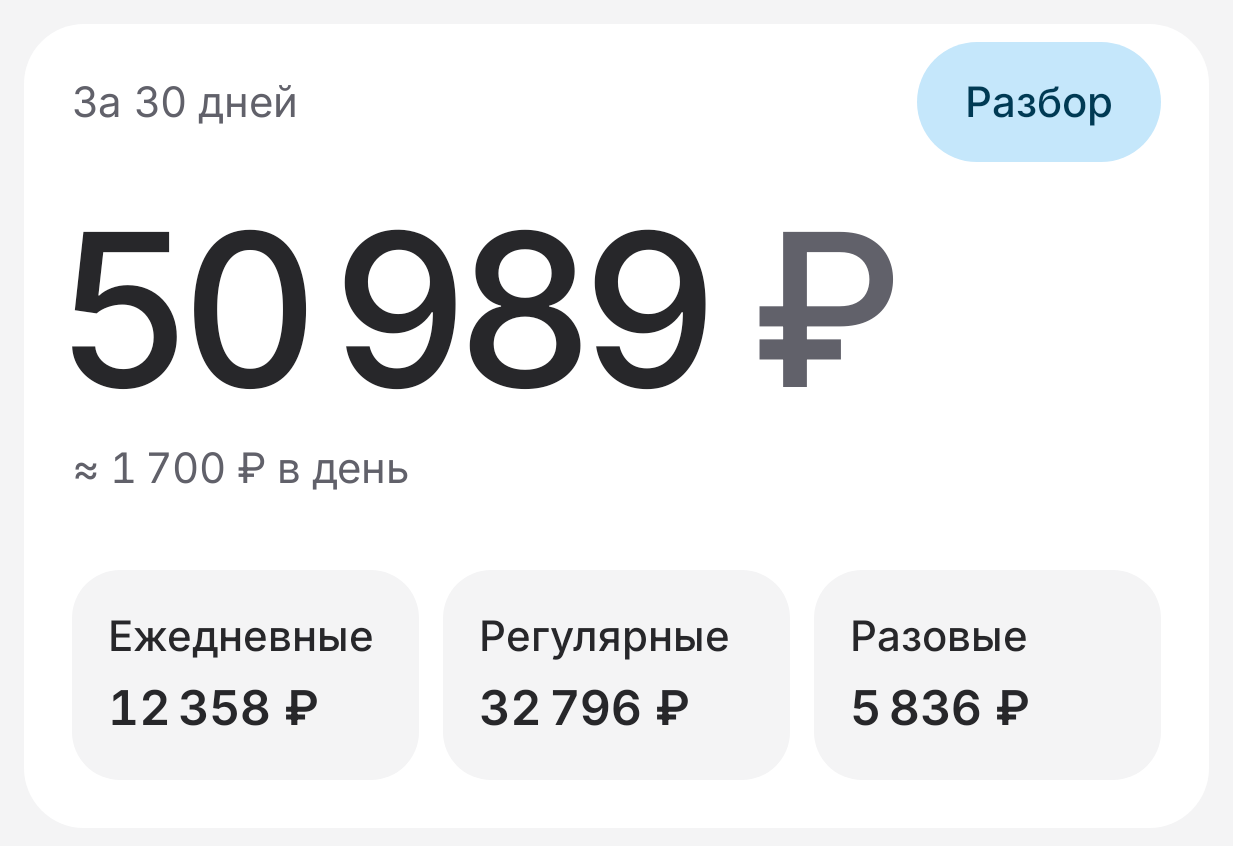 За 30 дней
Разбор
50 989 ₽
≈ 1 700 ₽ в день
Ежедневные
12 358 ₽
Регулярные
32 796 ₽
Разовые
5 836 ₽